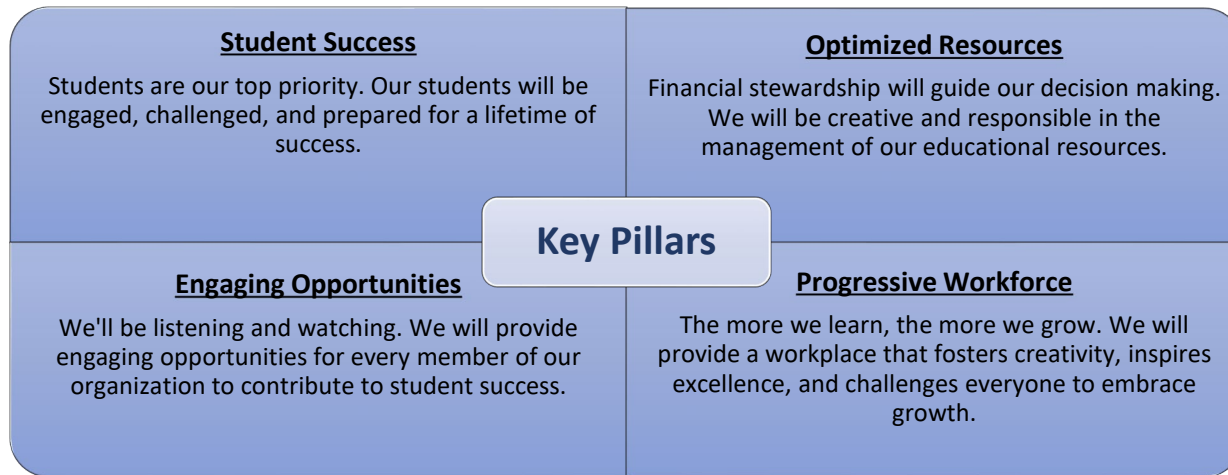 Student Success
Students are our top priority. Our students will be
engaged, challenged, and prepared for a lifetime of
success.
Optimized Resources
Financial stewardship will guide our decision making.
We will be creative and responsible in the
management of our educational resources.
Key Pillars
Engaging Opportunities
We'll be listening and watching. We will provide
engaging opportunities for every member of our
organization to contribute to student success.
Progressive Workforce
The more we learn, the more we grow. We will
provide a workplace that fosters creativity, inspires
excellence, and challenges everyone to embrace
growth.